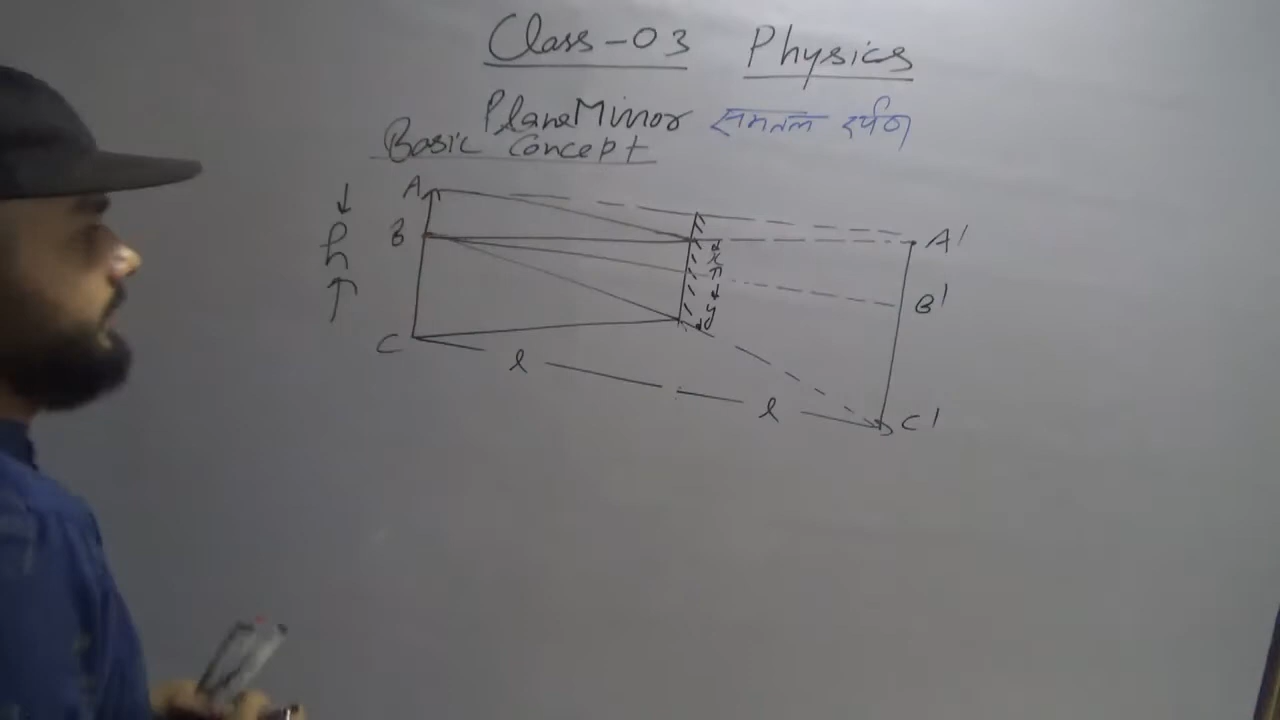 Class-03 Physics
Plane Mirror समतल दर्पण
Basic Concept
A
B
h
C
x
y
l
l
A'
B'
C'